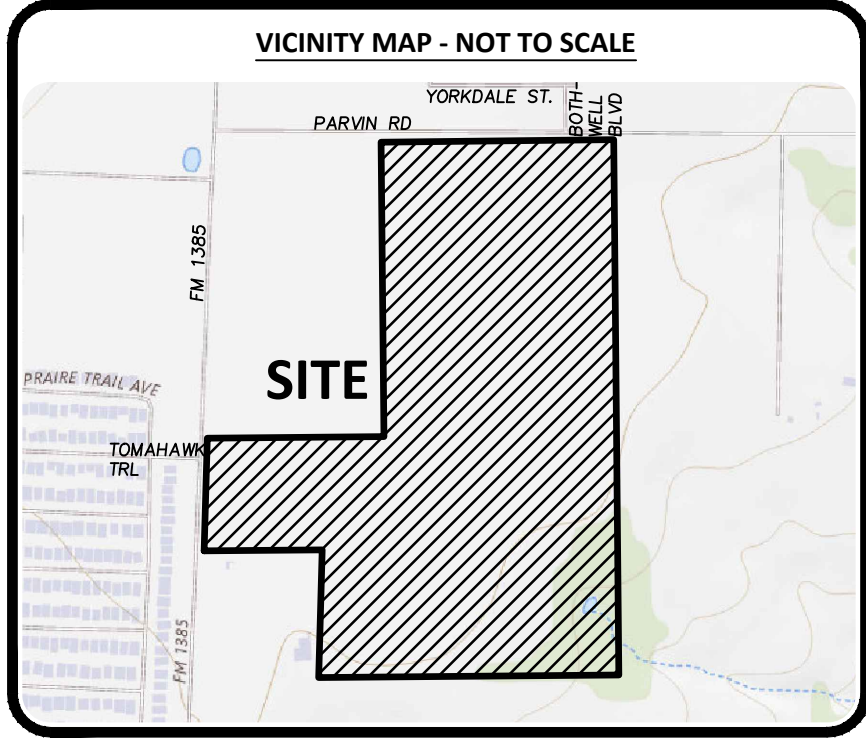 VICINITY MAP - NOT TO SCALE
YORKDALE ST.
BOTH-
WELL
BLVD
PARVIN RD
FM 1385
SITE
PRAIRE TRAIL AVE
TOMAHAWK
TRL
FM 1385